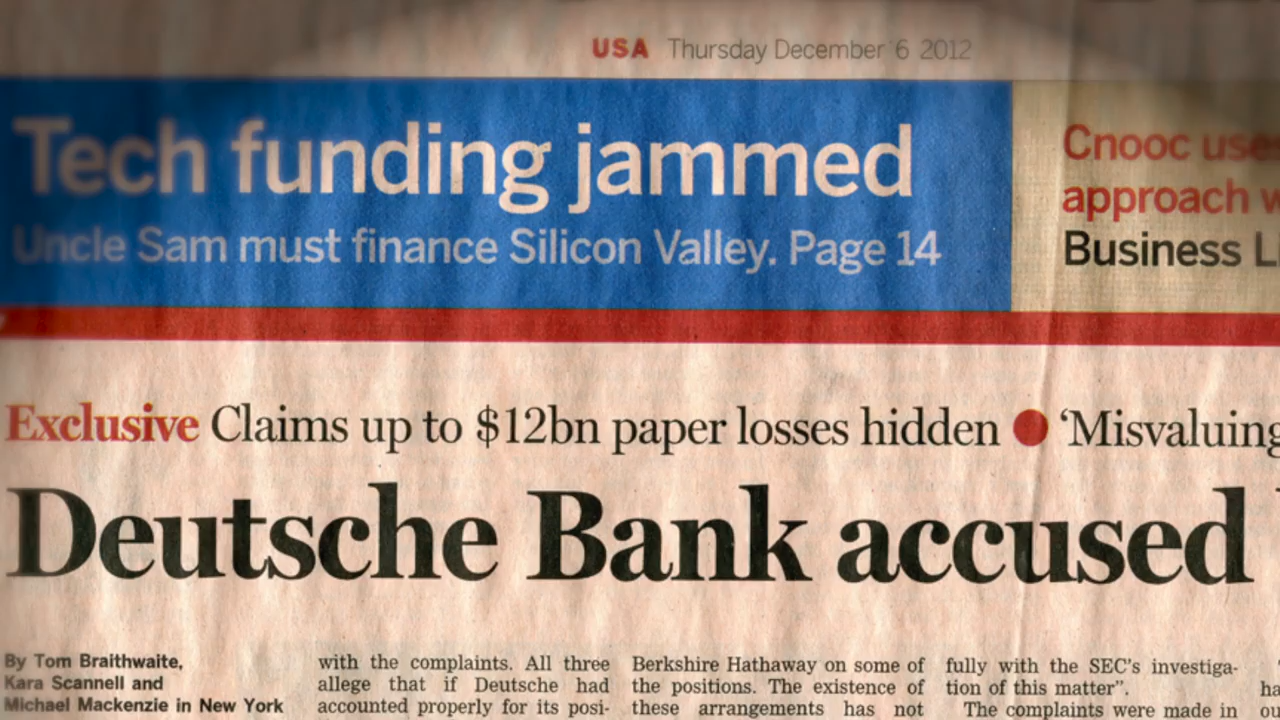 USA Thursday December 6 2012
Tech funding jammed
Uncle Sam must finance Silicon Valley. Page 14
Cnooc uses
approach w
Business L
Exclusive Claims up to $12bn paper losses hidden ● ‘Misvaluing
Deutsche Bank accused
By Tom Braithwaite,
Kara Scannell and
Michael Mackenzie in New York
with the complaints. All three
allege that if Deutsche had
accounted properly for its posi-
Berkshire Hathaway on some of
the positions. The existence of
these arrangements has not
fully with the SEC’s investiga-
tion of this matter”.
The complaints were made in